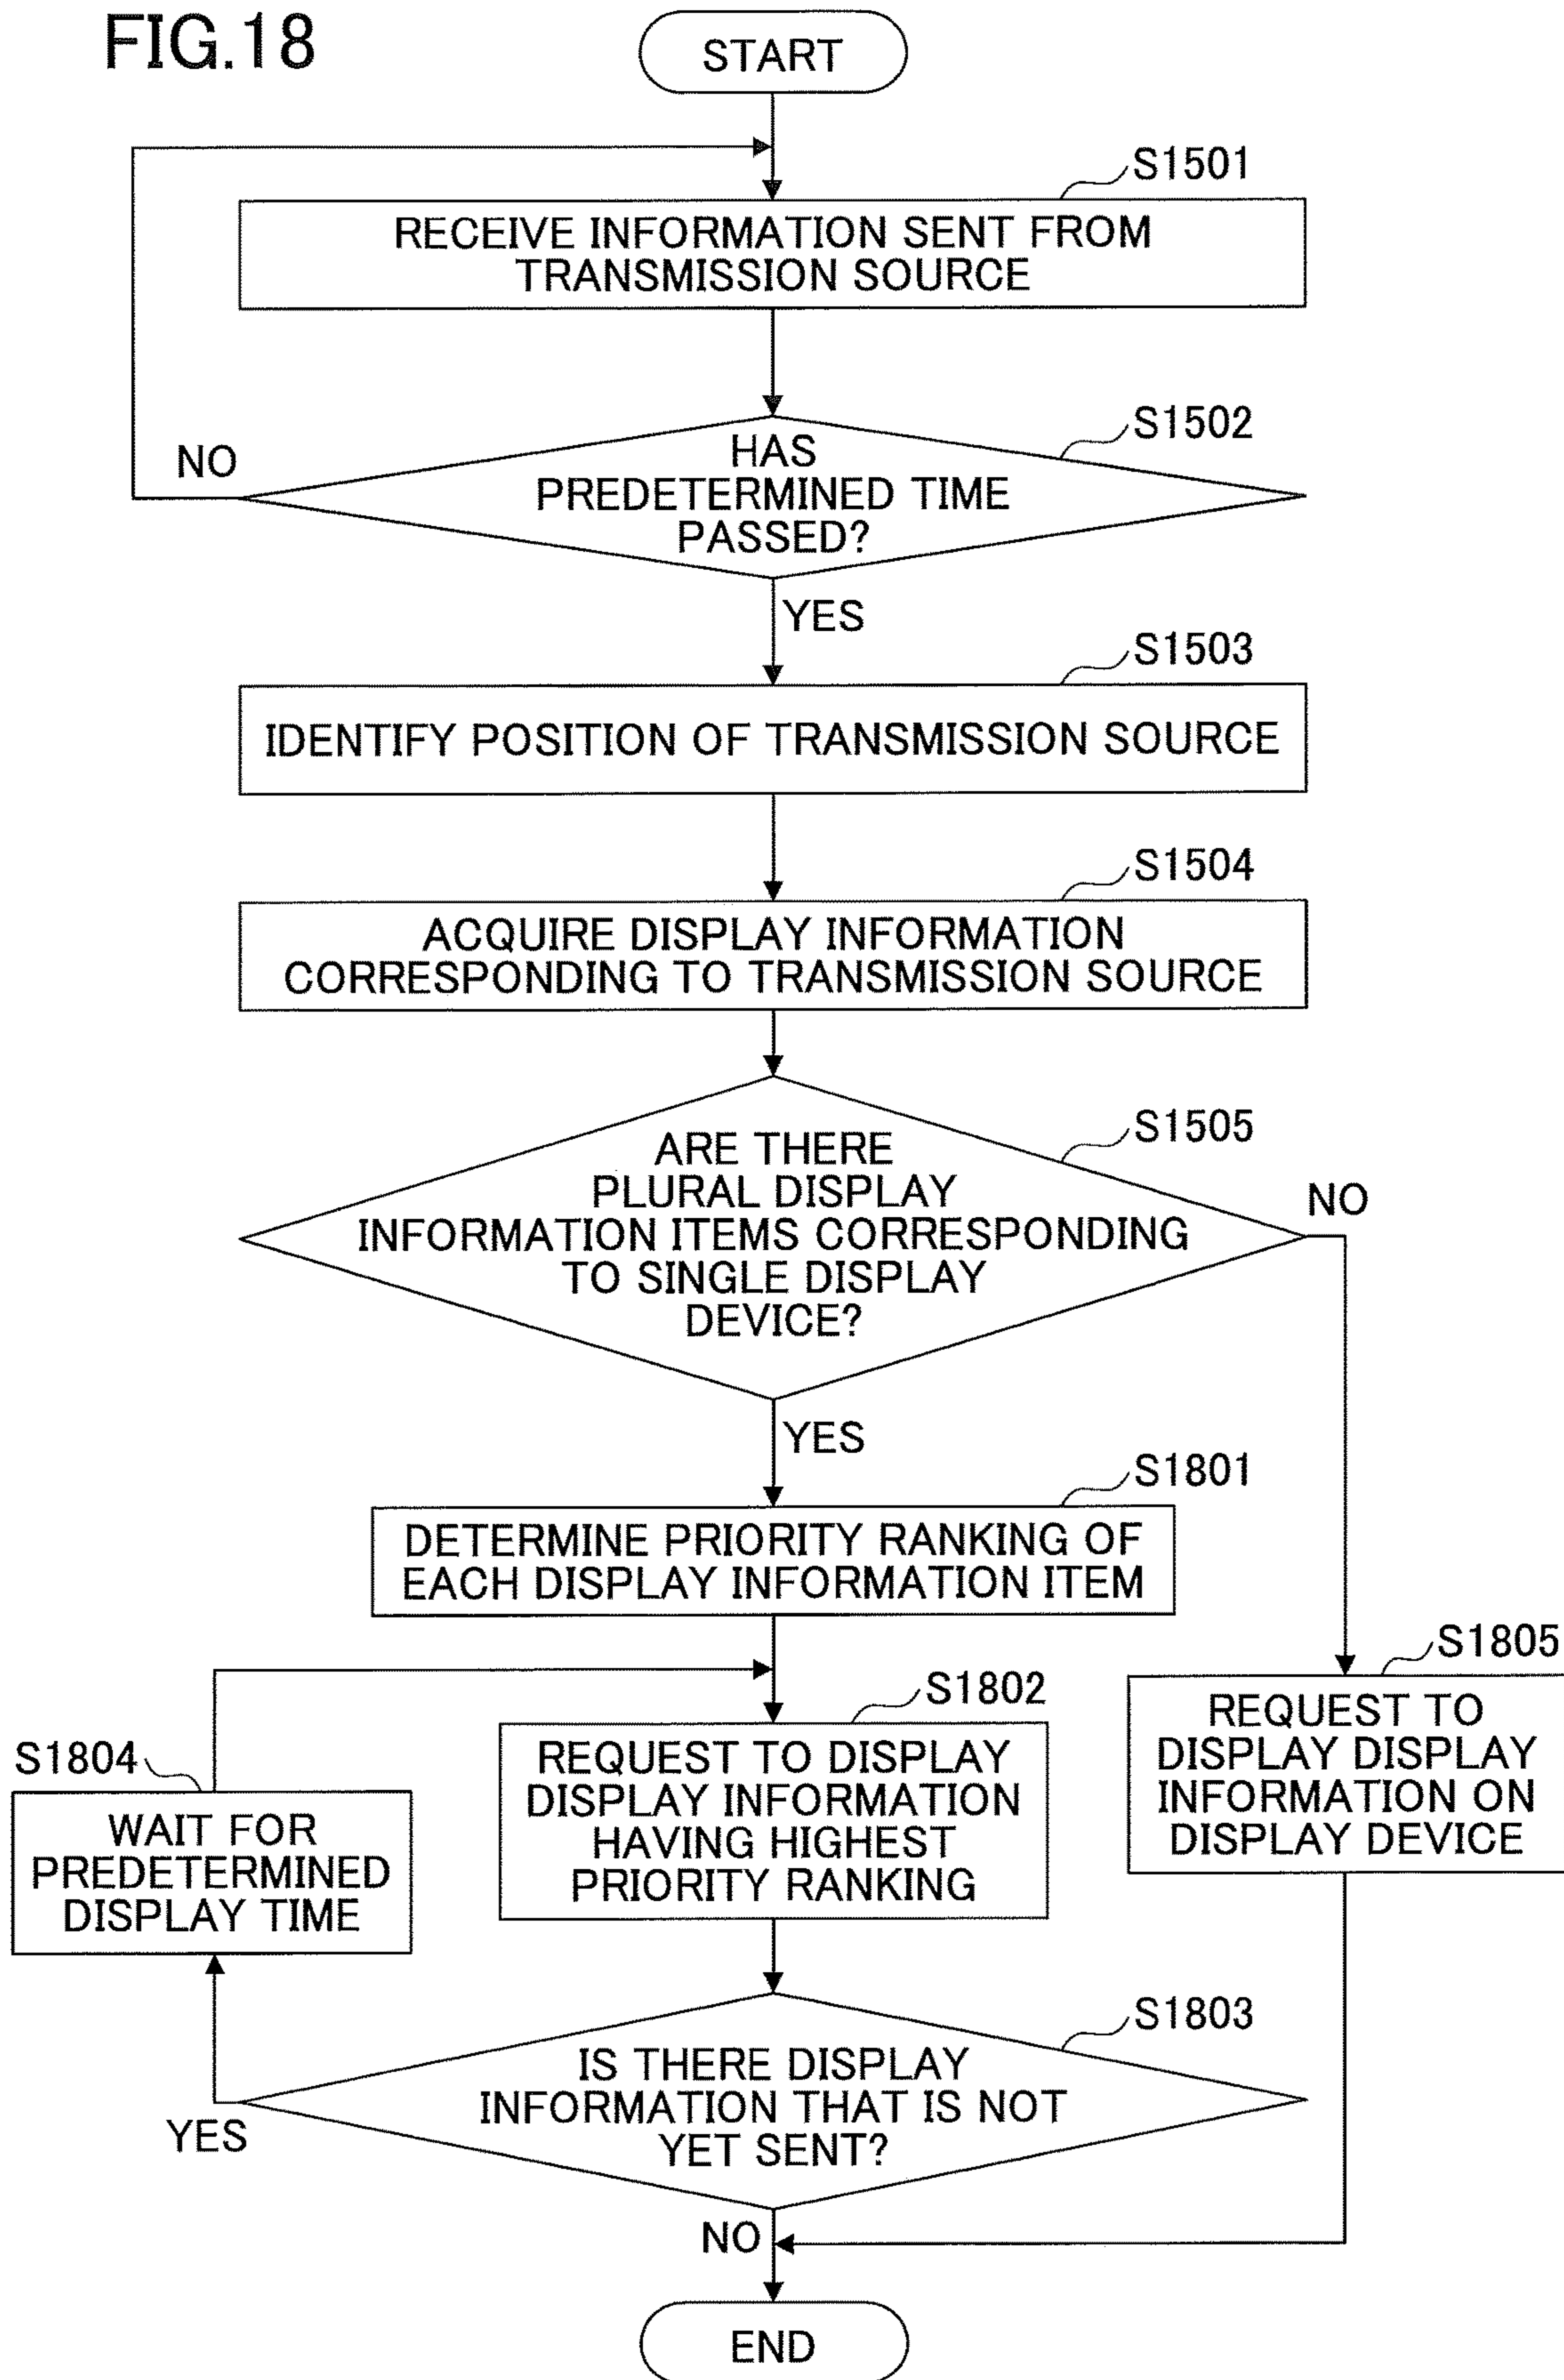 FIG.18
START
S1501
RECEIVE INFORMATION SENT FROM
TRANSMISSION SOURCE
S1502
HAS
PREDETERMINED TIME
PASSED?
NO
YES
S1503
IDENTIFY POSITION OF TRANSMISSION SOURCE
S1504
ACQUIRE DISPLAY INFORMATION
CORRESPONDING TO TRANSMISSION SOURCE
S1505
ARE THERE
PLURAL DISPLAY
INFORMATION ITEMS CORRESPONDING
TO SINGLE DISPLAY
DEVICE?
NO
YES
S1801
DETERMINE PRIORITY RANKING OF
EACH DISPLAY INFORMATION ITEM
S1802
REQUEST TO DISPLAY
DISPLAY INFORMATION
HAVING HIGHEST
PRIORITY RANKING
S1805
REQUEST TO
DISPLAY DISPLAY
INFORMATION ON
DISPLAY DEVICE
S1804
WAIT FOR
PREDETERMINED
DISPLAY TIME
S1803
IS THERE DISPLAY
INFORMATION THAT IS NOT
YET SENT?
YES
NO
END